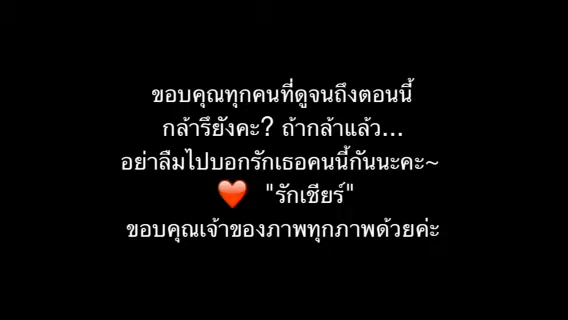 ขอบคุณทุกคนที่ดูจนถึงตอนนี้
กล้ารึยังคะ? ถ้ากล้าแล้ว...
อย่าลืมไปบอกรักเธอคนนี้กันนะคะ~
❤ "รักเชียร์"
ขอบคุณเจ้าของภาพทุกภาพด้วยค่ะ